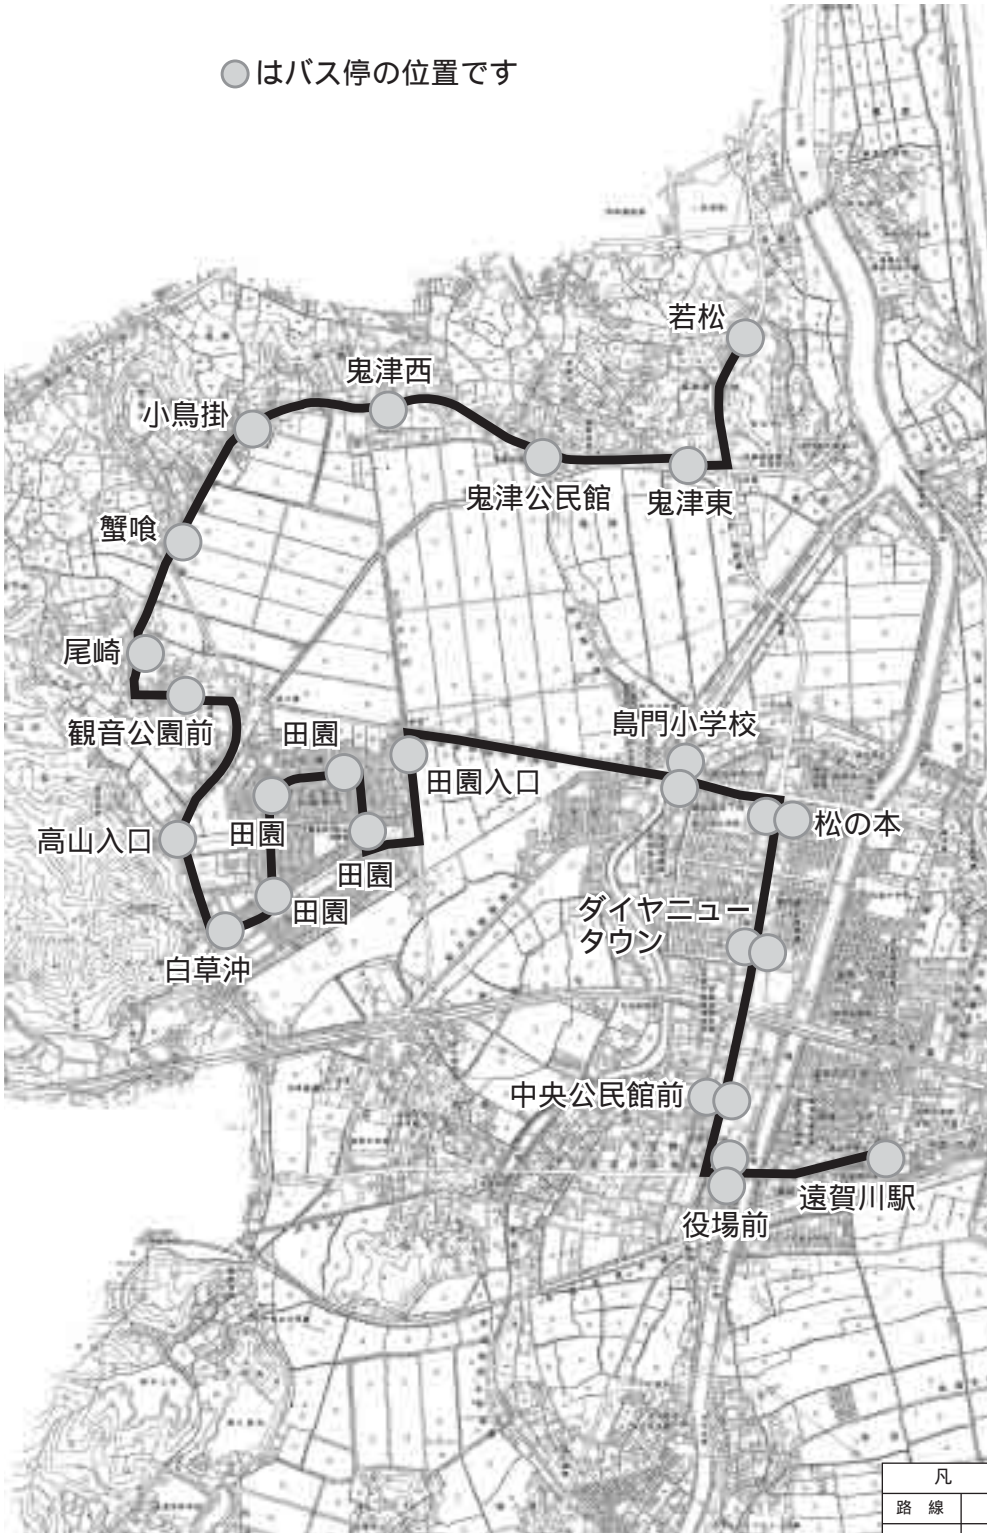 はバス停の位置です
若松
鬼津西
小鳥掛
鬼津公民館
鬼津東
蟹喰
尾崎
観音公園前
田園
島門小学校
田園入口
高山入口
田園
松の本
田園
田園
ダイヤニュー
タウン
白草沖
中央公民館前
遠賀川駅
役場前
凡
路線